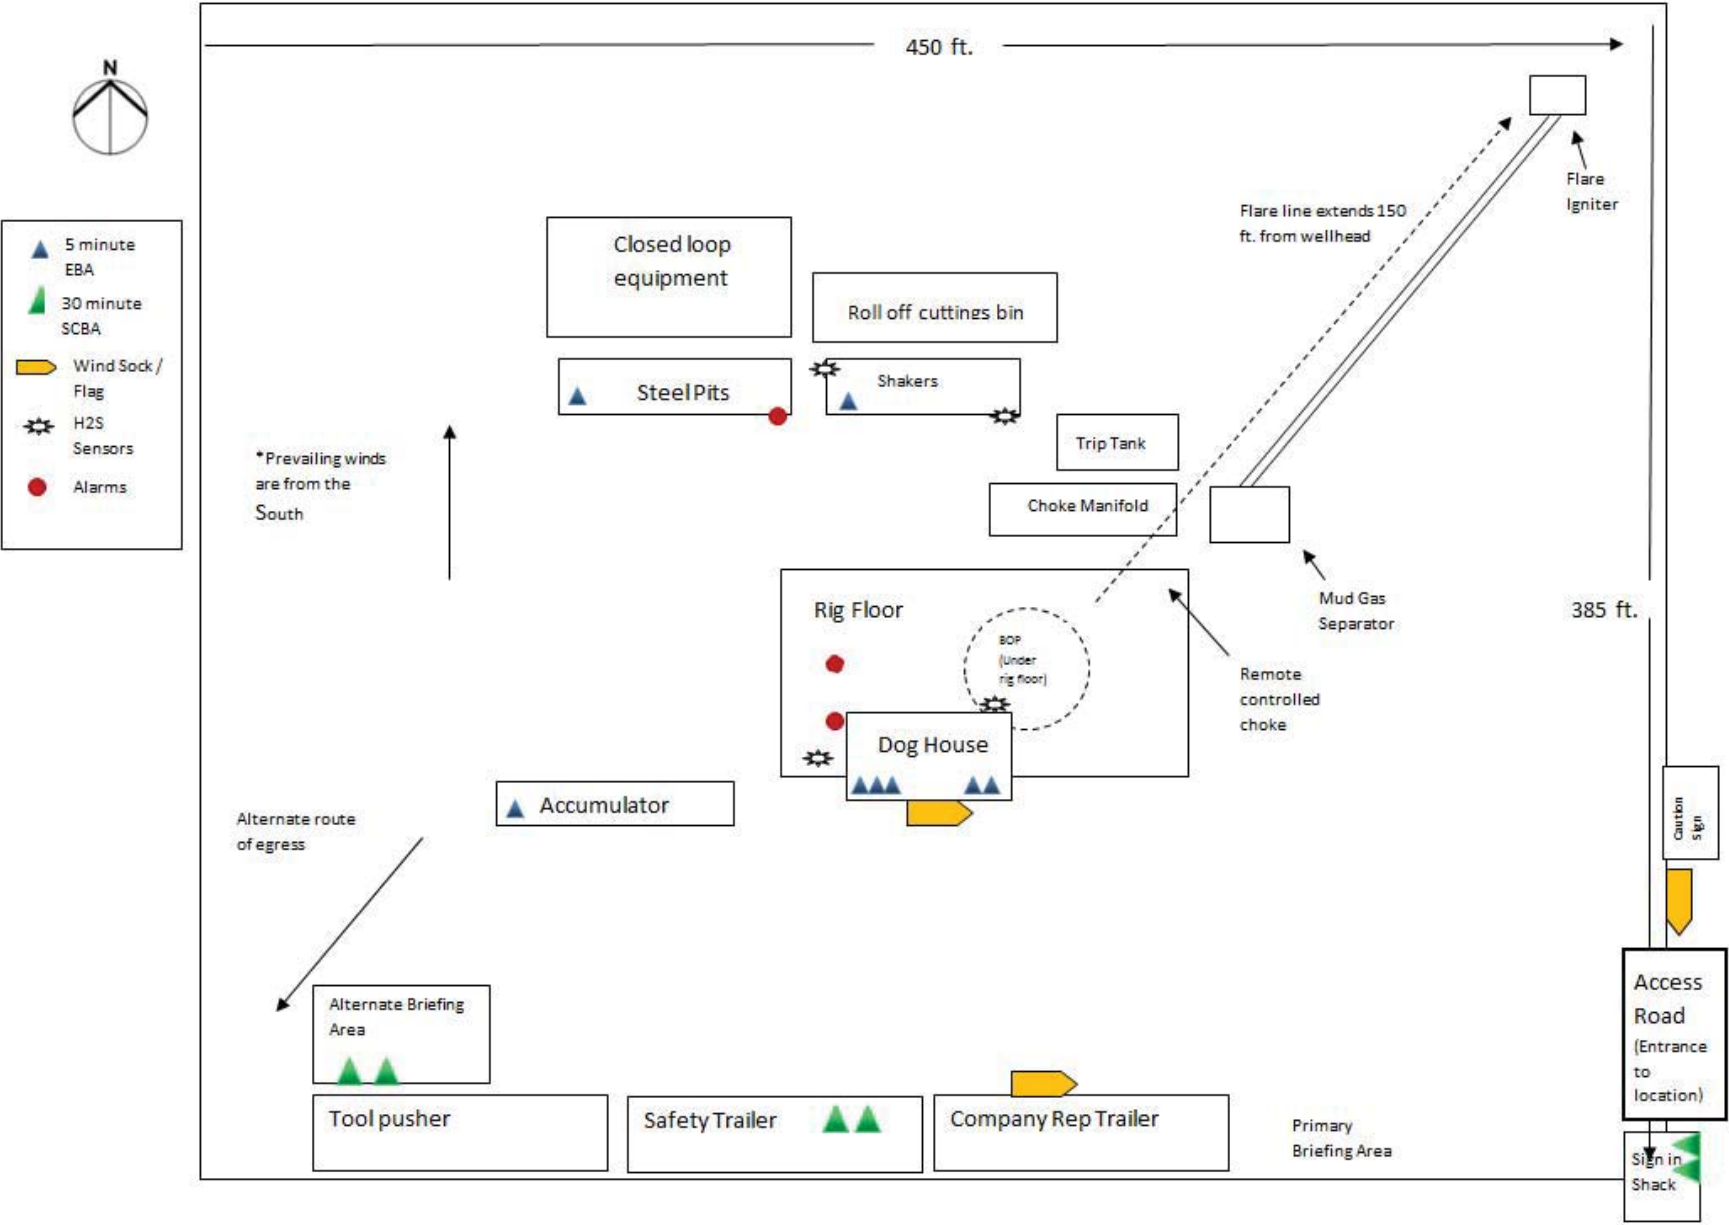 450 ft.
N
Flare
Igniter
Flare line extends 150
ft. from wellhead
5 minute
EBA
30 minute
SCBA
Wind Sock /
Flag
H2S
Sensors
Alarms
Closed loop
equipment
Roll off cuttings bin
Steel Pits
Shakers
Trip Tank
Choke Manifold
*Prevailing winds
are from the
South
Mud Gas
Separator
385 ft.
Rig Floor
BOP
(Under
rig floor)
Remote
controlled
choke
Dog House
Accumulator
Alternate route
of egress
Caution
Sign
Access
Road
(Entrance
to
location)
Alternate Briefing
Area
Tool pusher
Safety Trailer
Company Rep Trailer
Primary
Briefing Area
Sign in
Shack